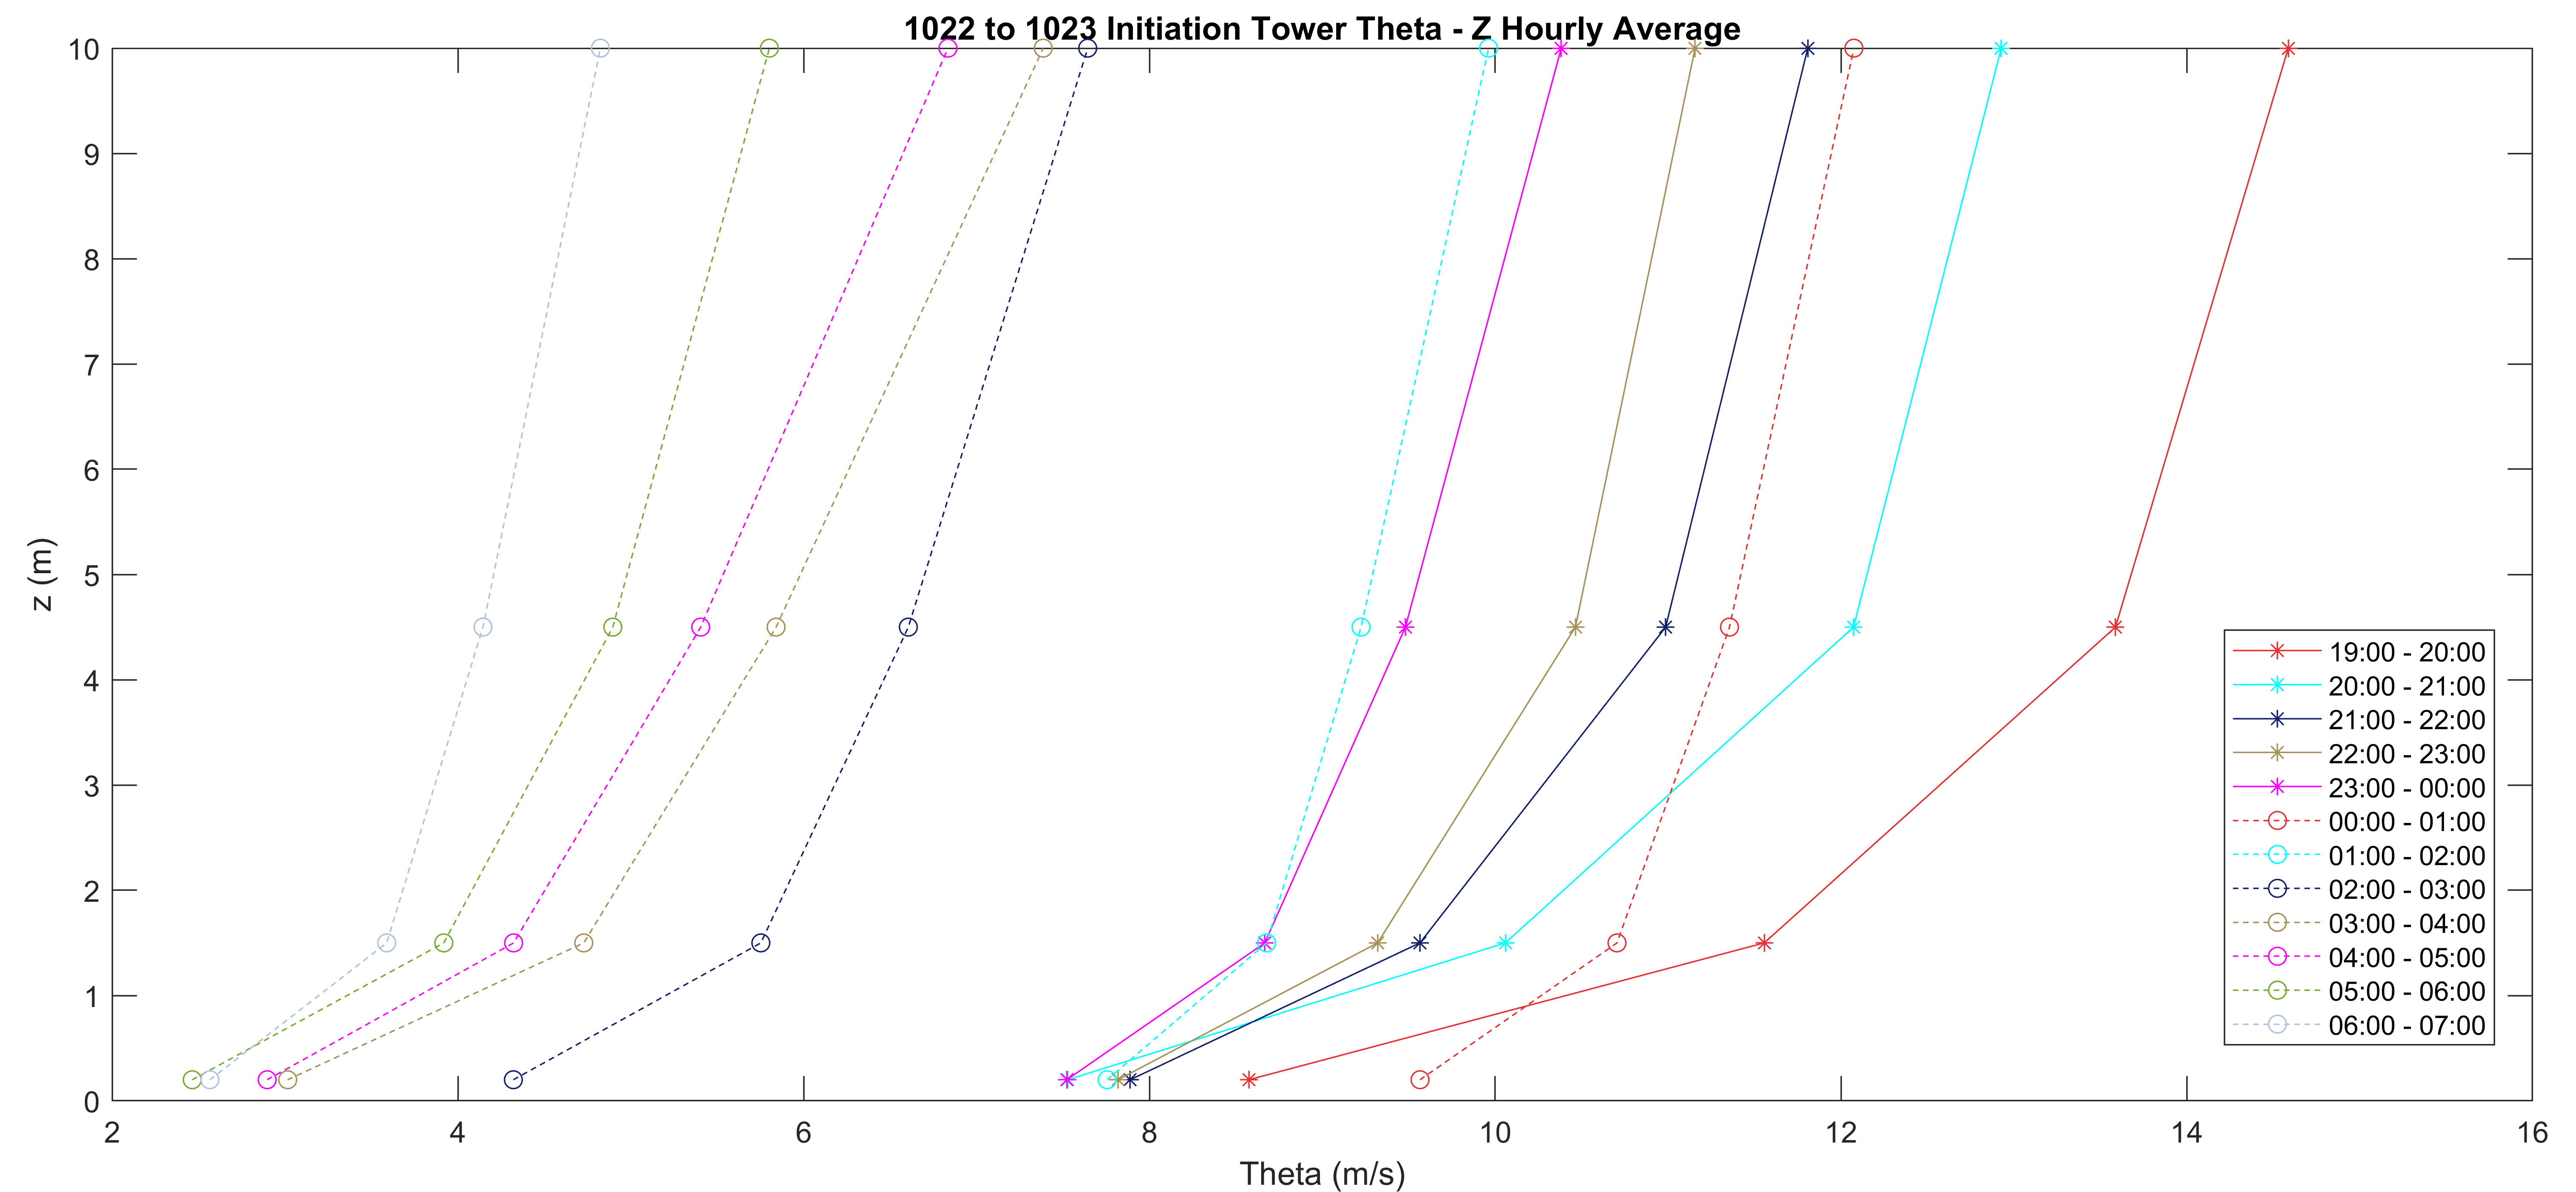 1022 to 1023 Initiation Tower Theta - Z Hourly Average
10
9
8
7
6
5
4
3
2
1
0
z (m)
2 4 6 8 10 12 14 16
Theta (m/s)
19:00 - 20:00
20:00 - 21:00
21:00 - 22:00
22:00 - 23:00
23:00 - 00:00
00:00 - 01:00
01:00 - 02:00
02:00 - 03:00
03:00 - 04:00
04:00 - 05:00
05:00 - 06:00
06:00 - 07:00